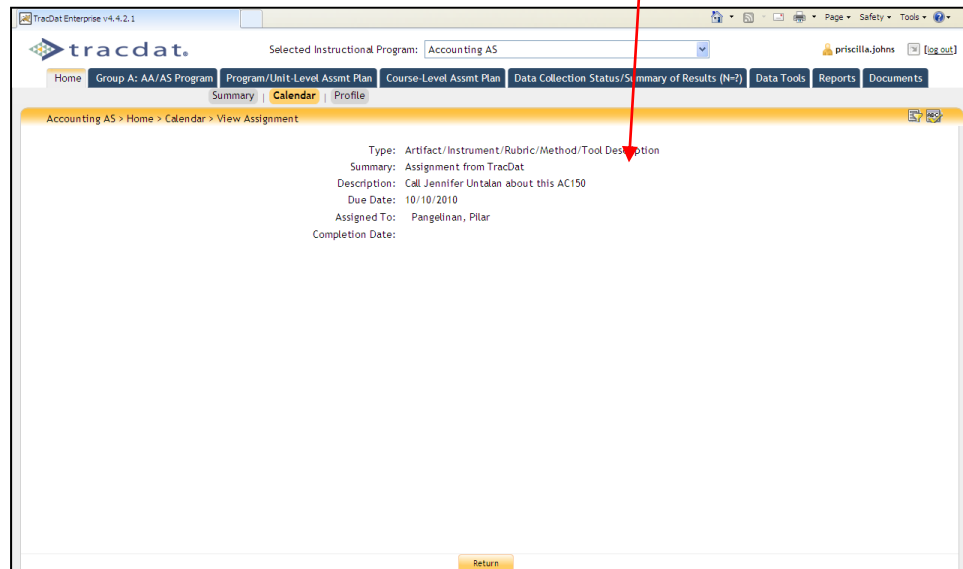 TracDat Enterprise v4.4.2.1
Page Safety Tools
tracdat. Selected Instructional Program: Accounting AS priscilla.johns [log out]
Home Group A: AA/AS Program Program/Unit-Level Assmt Plan Course-Level Assmt Plan Data Collection Status/Summary of Results (N=?) Data Tools Reports Documents
Summary | Calendar | Profile
Accounting AS > Home > Calendar > View Assignment ABC
Type: Artifact/Instrument/Rubric/Method/Tool Description
Summary: Assignment from TracDat
Description: Call Jennifer Untalan about this AC150
Due Date: 10/10/2010
Assigned To: Pangelinan, Pilar
Completion Date:
Return